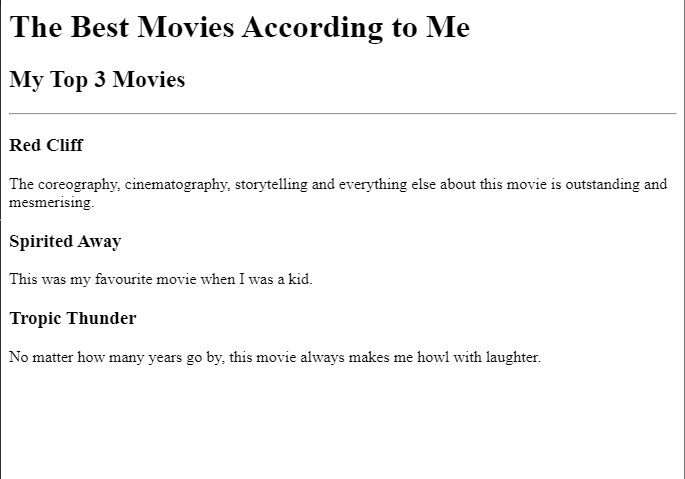 The Best Movies According to Me
My Top 3 Movies
Red Cliff
The coreography, cinematography, storytelling and everything else about this movie is outstanding and
mesmerising.
Spirited Away
This was my favourite movie when I was a kid.
Tropic Thunder
No matter how many years go by, this movie always makes me howl with laughter.